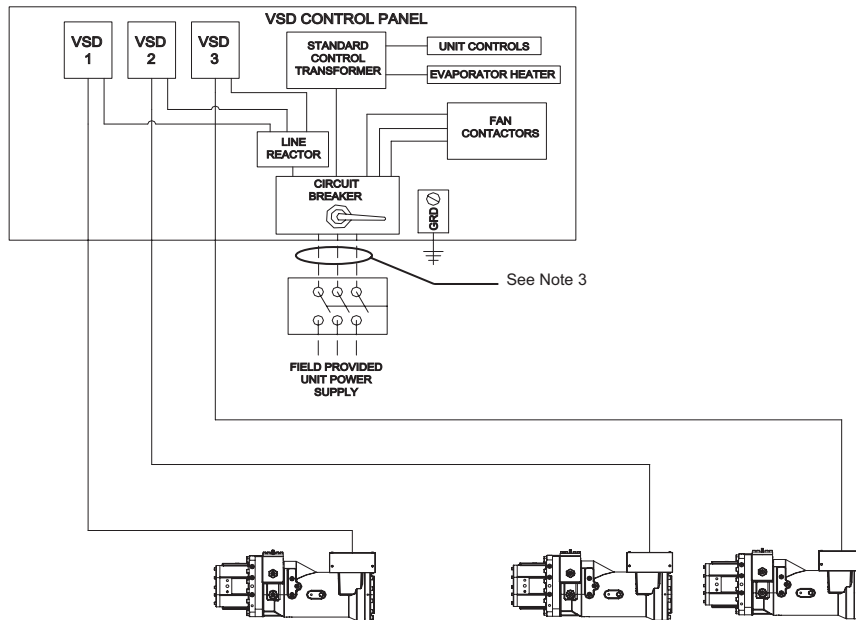 VSD CONTROL PANEL
VSD
1
VSD
2
VSD
3
STANDARD
CONTROL
TRANSFORMER
UNIT CONTROLS
EVAPORATOR HEATER
FAN
CONTACTORS
LINE
REACTOR
CIRCUIT
BREAKER
GRD
See Note 3
FIELD PROVIDED
UNIT POWER
SUPPLY